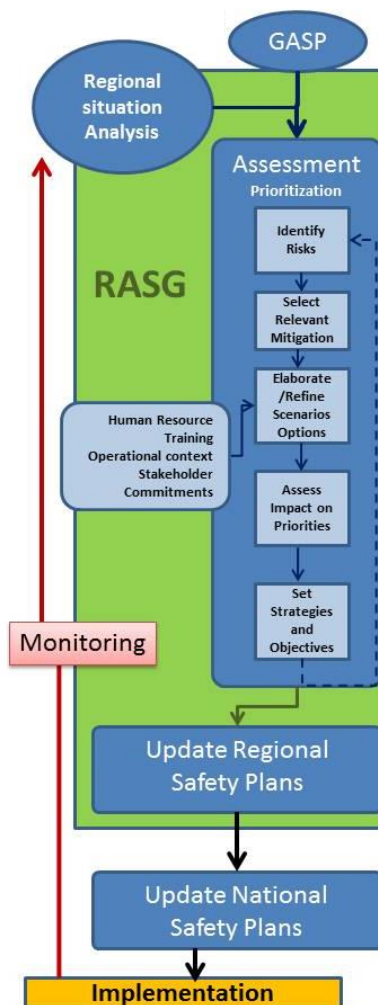 GASP
Regional
situation
Analysis
Assessment
Prioritization
Identify
Risks
RASG
Select
Relevant
Mitigation
Elaborate
/Refine
Scenarios
Options
Human Resource
Training
Operational context
Stakeholder
Commitments
Assess
Impact on
Priorities
Set
Strategies
and
Objectives
Monitoring
Update Regional
Safety Plans
Update National
Safety Plans
Implementation